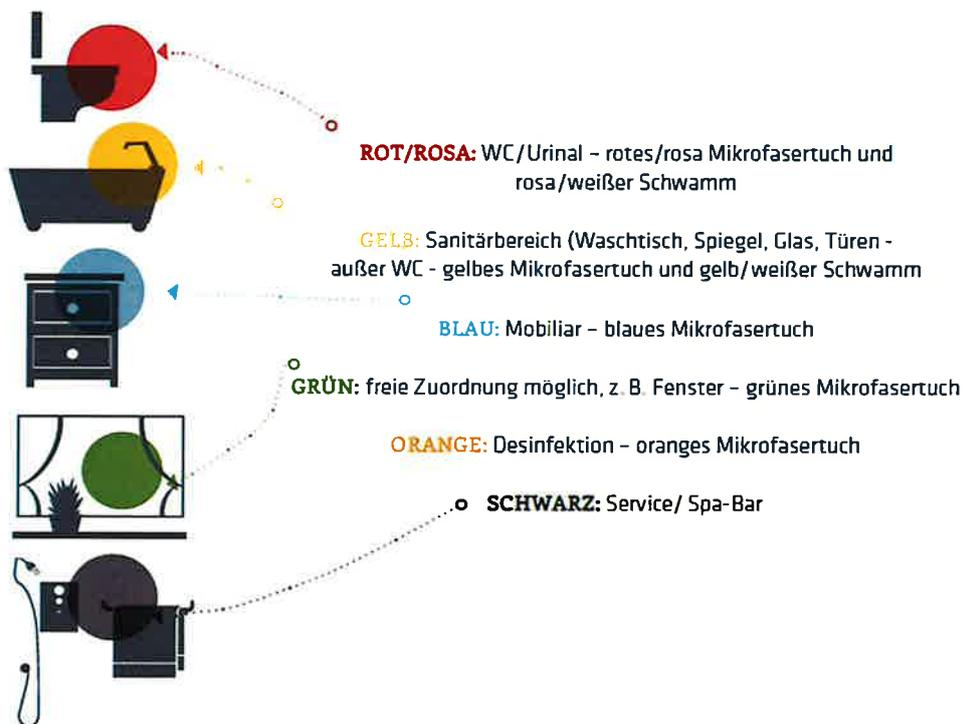 ROT/ROSA: WC/Urinal – rotes/rosa Mikrofasertuch und
rosa/weißer Schwamm
GELB: Sanitärbereich (Waschtisch, Spiegel, Glas, Türen -
außer WC - gelbes Mikrofasertuch und gelb/weißer Schwamm
BLAU: Mobiliar – blaues Mikrofasertuch
GRÜN: freie Zuordnung möglich, z. B. Fenster – grünes Mikrofasertuch
ORANGE: Desinfektion – oranges Mikrofasertuch
SCHWARZ: Service/ Spa-Bar